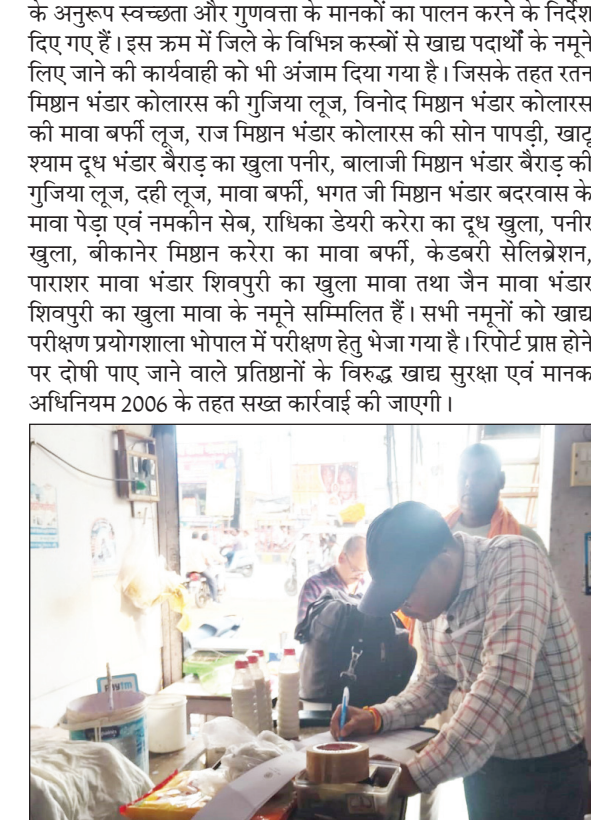 के अनुरूप स्वच्छता और गुणवत्ता के मानकों का पालन करने के निर्देश
दिए गए हैं। इस क्रम में जिले के विभिन्न कस्बों से खाद्य पदार्थों के नमूने
लिए जाने की कार्यवाही को भी अंजाम दिया गया है। जिसके तहत रतन
मिष्ठान भंडार कोलारस की गुजिया लूज, विनोद मिष्ठान भंडार कोलारस
की मावा बर्फी लूज, राज मिष्ठान भंडार कोलारस की सोन पापड़ी, खाटू
श्याम दूध भंडार बैराड़ का खुला पनीर, बालाजी मिष्ठान भंडार बैराड़ की
गुजिया लूज, दही लूज, मावा बर्फी, भगत जी मिष्ठान भंडार बदरवास के
मावा पेड़ा एवं नमकीन सेब, राधिका डेयरी करेरा का दूध खुला, पनीर
खुला, बीकानेर मिष्ठान करेरा का मावा बर्फी, केडबरी सेलिब्रेशन,
पाराशर मावा भंडार शिवपुरी का खुला मावा तथा जैन मावा भंडार
शिवपुरी का खुला मावा के नमूने सम्मिलित हैं। सभी नमूनों को खाद्य
परीक्षण प्रयोगशाला भोपाल में परीक्षण हेतु भेजा गया है। रिपोर्ट प्राप्त होने
पर दोषी पाए जाने वाले प्रतिष्ठानों के विरुद्ध खाद्य सुरक्षा एवं मानक
अधिनियम 2006 के तहत सख्त कार्रवाई की जाएगी।
paytm